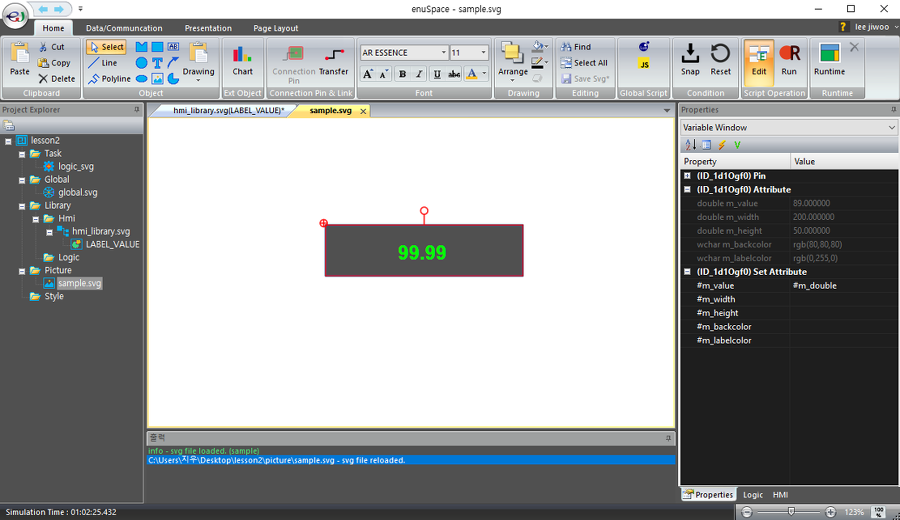 enuSpace - sample.svg
Home Data/Communcation Presentation Page Layout
lee jiwoo
Paste Cut Copy Delete
Clipboard
Select Line Polyline AB T Drawing
Object
Chart
Ext Object
Connection Pin Transfer
Connection Pin & Link
AR ESSENCE 11
A A B I U abc A
Font
Arrange
Drawing
Find
Select All
Save Svg*
Editing
JS
Global Script
Snap Reset
Condition
Edit Run
Script Operation
Runtime
Runtime
Project Explorer
lesson2
Task
logic_svg
Global
global.svg
Library
Hmi
hmi_library.svg
LABEL_VALUE
Logic
Picture
sample.svg
Style
hmi_library.svg(LABEL_VALUE)* sample.svg
99.99
출력
info - svg file loaded. (sample)
C:\Users\지우\Desktop\lesson2\picture\sample.svg - svg file reloaded.
Properties
Variable Window
Property Value
(ID_1d1Ogf0) Pin
(ID_1d1Ogf0) Attribute
double m_value 89.000000
double m_width 200.000000
double m_height 50.000000
wchar m_backcolor rgb(80,80,80)
wchar m_labelcolor rgb(0,255,0)
(ID_1d1Ogf0) Set Attribute
#m_value #m_double
#m_width
#m_height
#m_backcolor
#m_labelcolor
Properties Logic HMI
Simulation Time : 01:02:25.432
123% 100 %